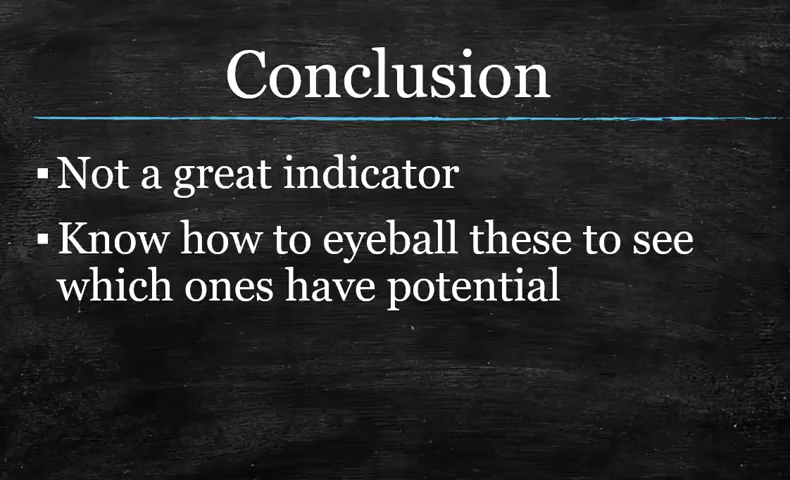 Conclusion
▪ Not a great indicator
▪ Know how to eyeball these to see
which ones have potential